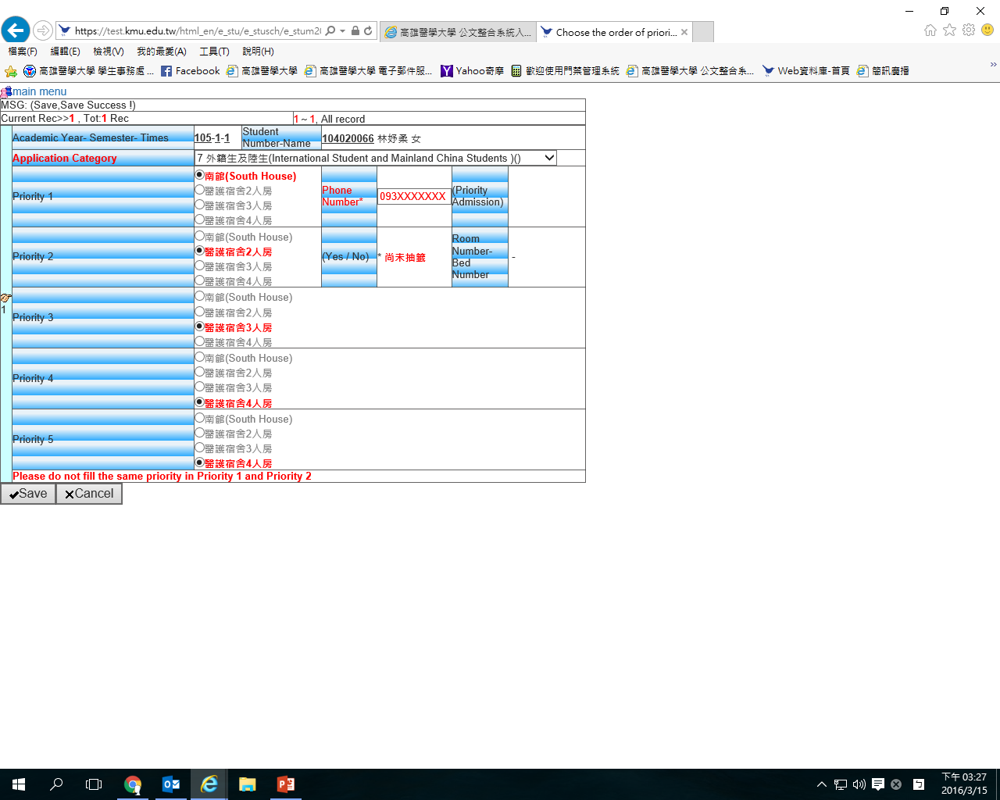 https://test.kmu.edu.tw/html_en/e_stu/e_stusch/e_stum2(
高雄醫學大學 公文整合系統入...
Choose the order of priori...
檔案(F) 編輯(E) 檢視(V) 我的最愛(A) 工具(T) 說明(H)
高雄醫學大學 學生事務處 ... Facebook 高雄醫學大學 高雄醫學大學 電子郵件服... Yahoo奇摩 歡迎使用門禁管理系統 高雄醫學大學 公文整合系... Web資料庫-首頁 簡訊廣播
main menu
MSG: (Save,Save Success !)
Current Rec>>1 , Tot:1 Rec 1 ~ 1, All record
Academic Year- Semester- Times 105-1-1 Student Number-Name 104020066 林妤柔 女
Application Category 7 外籍生及陸生(International Student and Mainland China Students )()
1
Priority 1
南館(South House)
醫護宿舍2人房
醫護宿舍3人房
醫護宿舍4人房
Phone Number* 093XXXXXXX (Priority Admission)
Priority 2
南館(South House)
醫護宿舍2人房
醫護宿舍3人房
醫護宿舍4人房
(Yes / No) * 尚未抽籤 Room Number- Bed Number -
Priority 3
南館(South House)
醫護宿舍2人房
醫護宿舍3人房
醫護宿舍4人房
Priority 4
南館(South House)
醫護宿舍2人房
醫護宿舍3人房
醫護宿舍4人房
Priority 5
南館(South House)
醫護宿舍2人房
醫護宿舍3人房
醫護宿舍4人房
Please do not fill the same priority in Priority 1 and Priority 2
Save Cancel
下午 03:27
2016/3/15